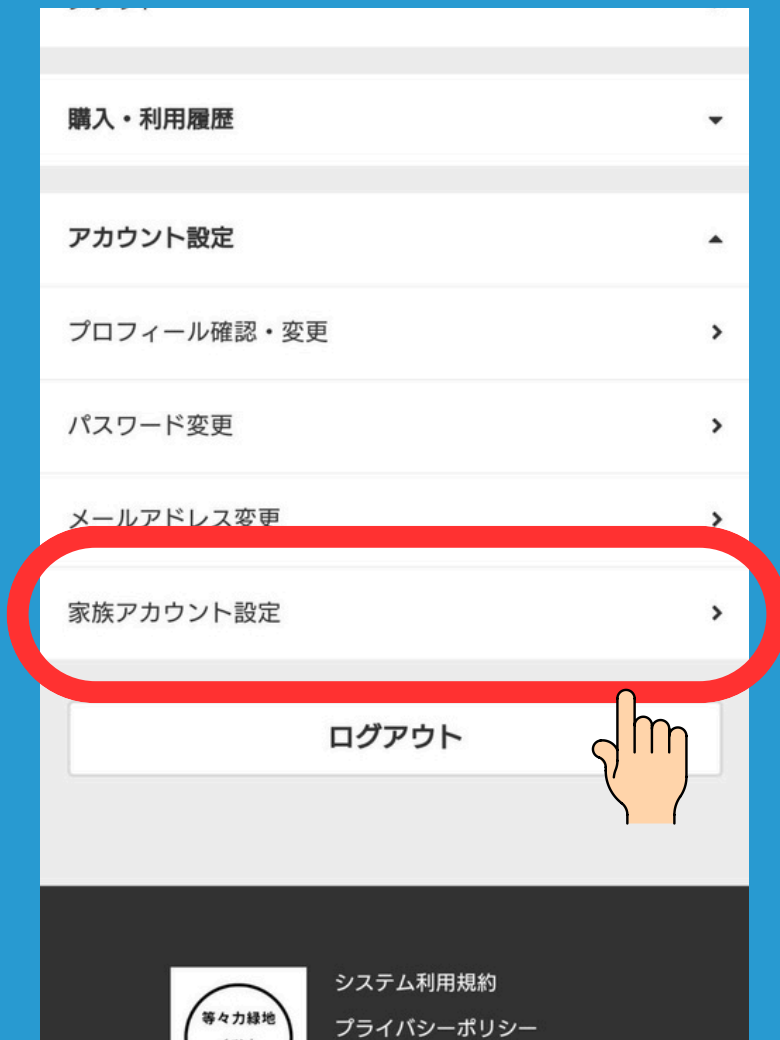 購入・利用履歴
アカウント設定
プロフィール確認・変更
パスワード変更
メールアドレス変更
家族アカウント設定
ログアウト
等々力緑地
システム利用規約
プライバシーポリシー